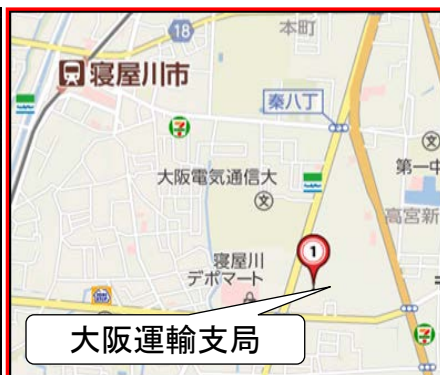 本町
18
寝屋川市
秦八丁
大阪電気通信大
第一中
高宮新
1
寝屋川
デポマート
大阪運輸支局